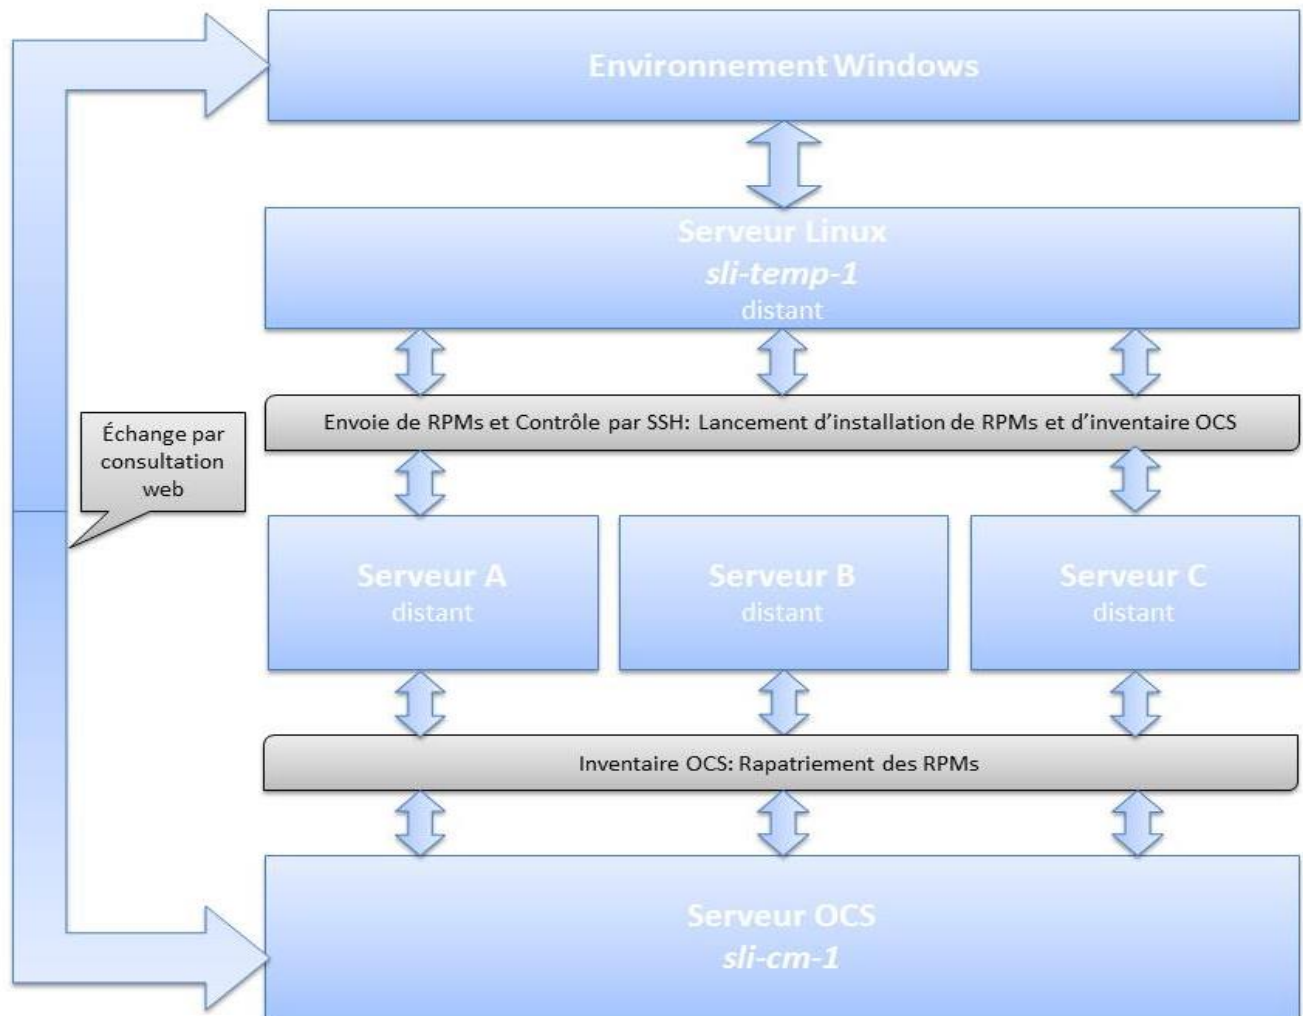 Environnement Windows
Serveur Linux
sli-temp-1
distant
Envoie de RPMs et Contrôle par SSH: Lancement d'installation de RPMs et d'inventaire OCS
Échange par
consultation
web
Serveur A
distant
Serveur B
distant
Serveur C
distant
Inventaire OCS: Rapatriement des RPMs
Serveur OCS
sli-cm-1